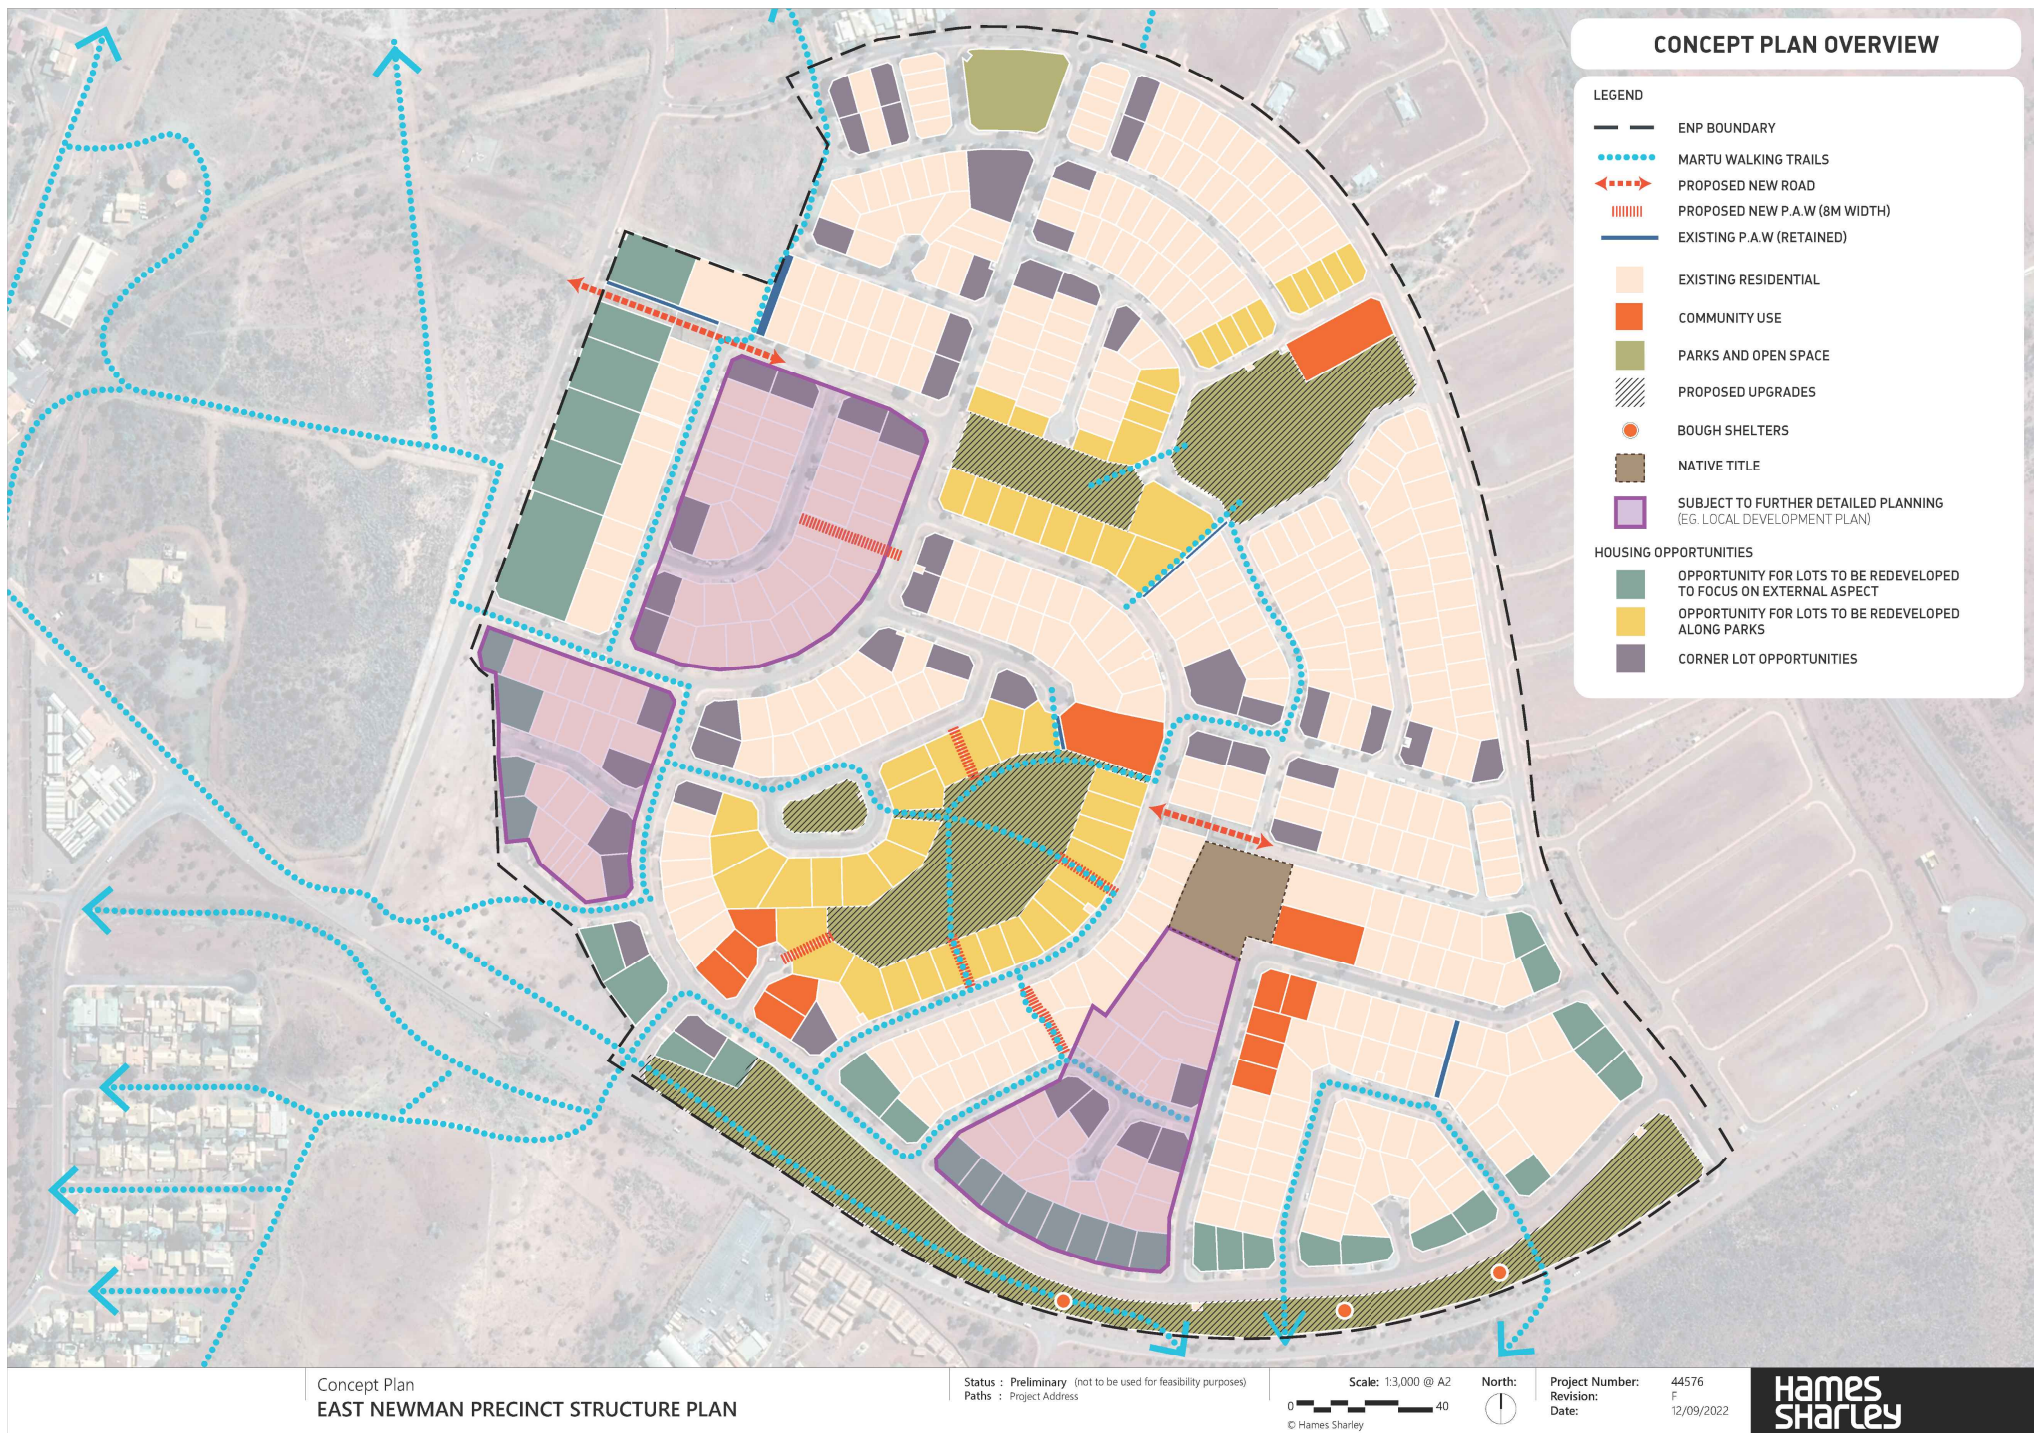 CONCEPT PLAN OVERVIEW
LEGEND
ENP BOUNDARY
MARTU WALKING TRAILS
PROPOSED NEW ROAD
PROPOSED NEW P.A.W (8M WIDTH)
EXISTING P.A.W (RETAINED)
EXISTING RESIDENTIAL
COMMUNITY USE
PARKS AND OPEN SPACE
PROPOSED UPGRADES
BOUGH SHELTERS
NATIVE TITLE
SUBJECT TO FURTHER DETAILED PLANNING
(EG. LOCAL DEVELOPMENT PLAN)
HOUSING OPPORTUNITIES
OPPORTUNITY FOR LOTS TO BE REDEVELOPED
TO FOCUS ON EXTERNAL ASPECT
OPPORTUNITY FOR LOTS TO BE REDEVELOPED
ALONG PARKS
CORNER LOT OPPORTUNITIES
Concept Plan
EAST NEWMAN PRECINCT STRUCTURE PLAN
Status : Preliminary (not to be used for feasibility purposes)
Paths : Project Address
Scale: 1:3,000 @ A2
0 40
© Hames Sharley
North:
Project Number: 44576
Revision: F
Date: 12/09/2022
Hames
SHarLey